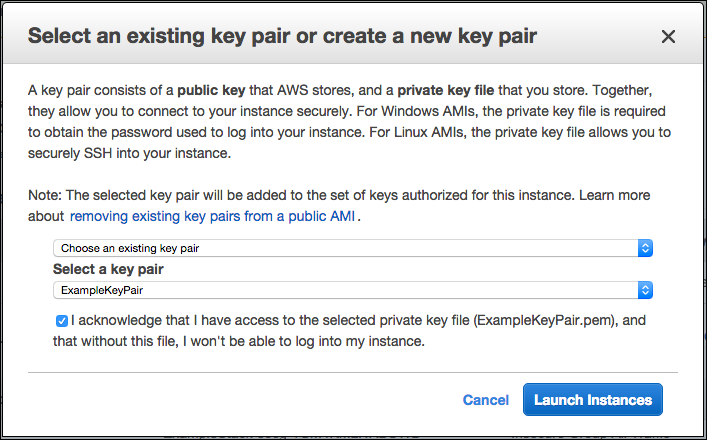 Select an existing key pair or create a new key pair
A key pair consists of a public key that AWS stores, and a private key file that you store. Together,
they allow you to connect to your instance securely. For Windows AMIs, the private key file is required
to obtain the password used to log into your instance. For Linux AMIs, the private key file allows you to
securely SSH into your instance.
Note: The selected key pair will be added to the set of keys authorized for this instance. Learn more
about removing existing key pairs from a public AMI.
Choose an existing key pair
Select a key pair
ExampleKeyPair
I acknowledge that I have access to the selected private key file (ExampleKeyPair.pem), and
that without this file, I won't be able to log into my instance.
Cancel Launch Instances